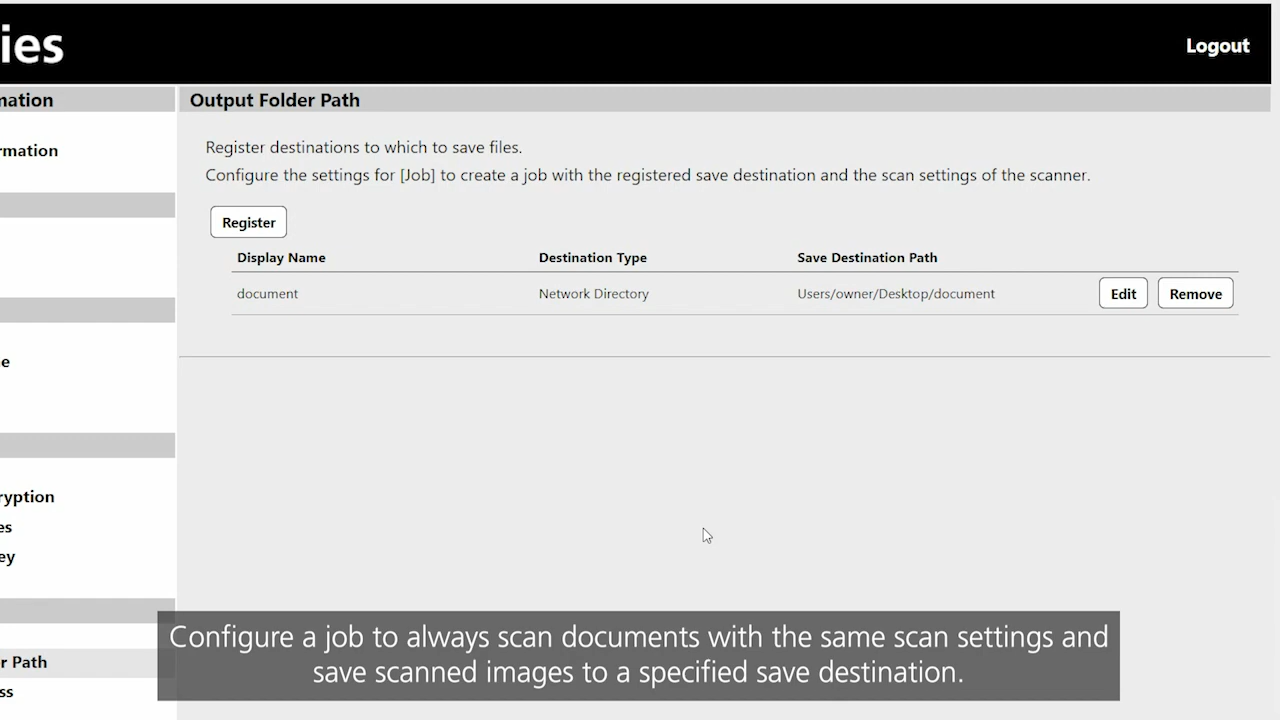 ies
Logout
mation
Output Folder Path
rmation
Register destinations to which to save files.
Configure the settings for [Job] to create a job with the registered save destination and the scan settings of the scanner.
Register
Display Name Destination Type Save Destination Path
document Network Directory Users/owner/Desktop/document Edit Remove
e
ryption
es
ey
r Path
ss
Configure a job to always scan documents with the same scan settings and
save scanned images to a specified save destination.